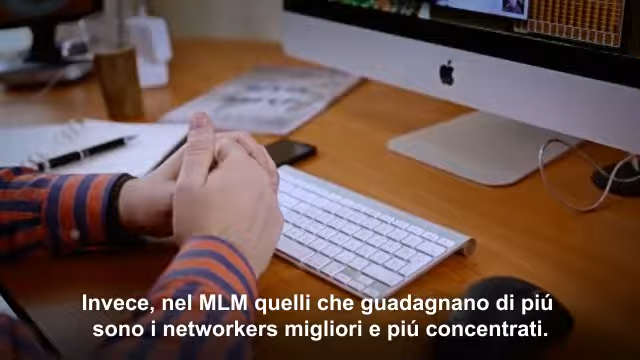 Invece, nel MLM quelli che guadagnano di piú
sono i networkers migliori e piú concentrati.